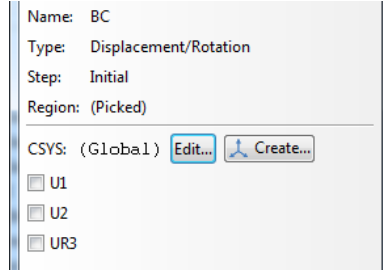 Name: BC
Type: Displacement/Rotation
Step: Initial
Region: (Picked)
CSYS: (Global) Edit... Create...
U1
U2
UR3